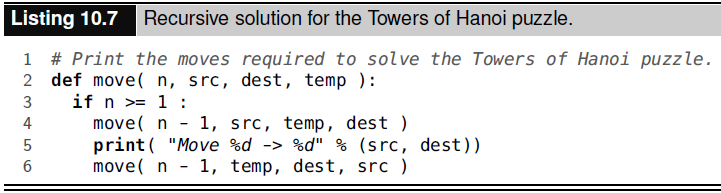 Listing 10.7 Recursive solution for the Towers of Hanoi puzzle.
1 # Print the moves required to solve the Towers of Hanoi puzzle.
2 def move( n, src, dest, temp ):
3   if n >= 1 :
4     move( n - 1, src, temp, dest )
5     print( "Move %d -> %d" % (src, dest))
6     move( n - 1, temp, dest, src )